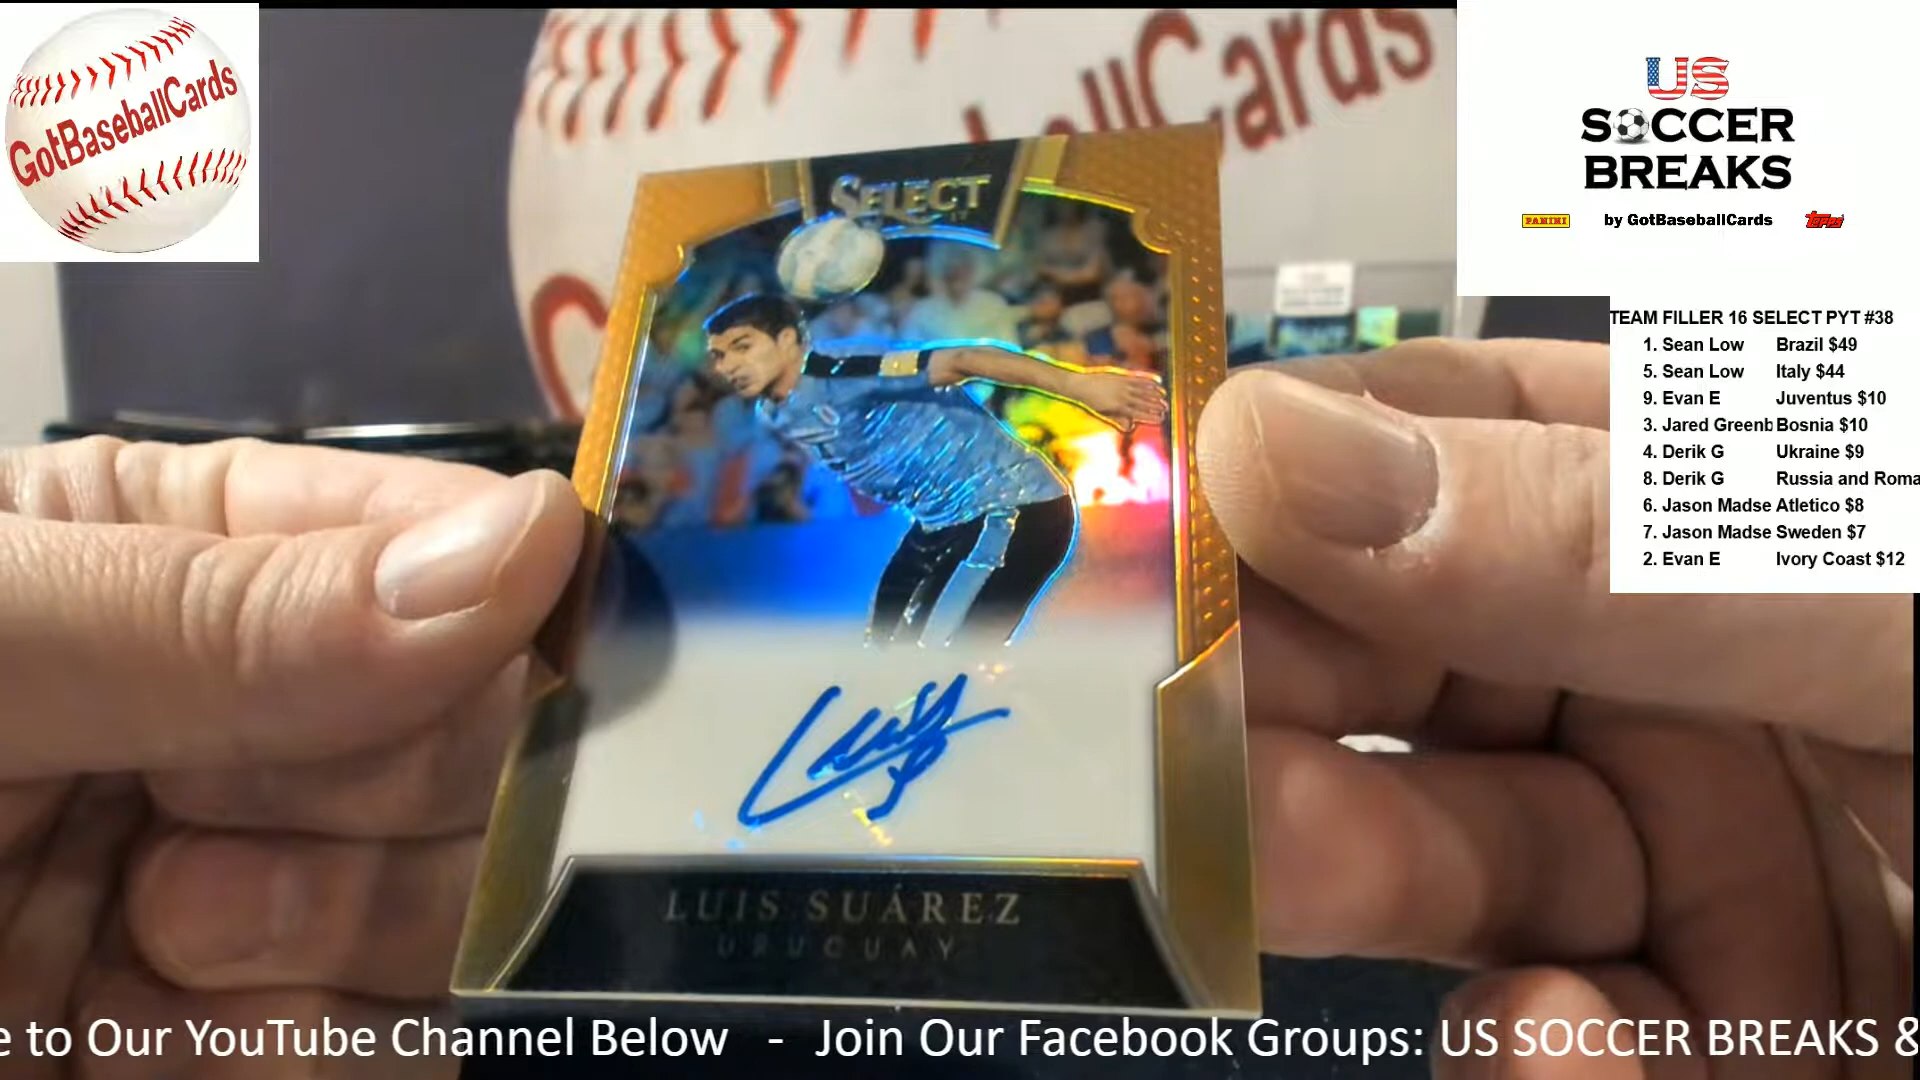 GotBaseballCards
US
SOCCER
BREAKS
PANINI
by GotBaseballCards
Topps
TEAM FILLER 16 SELECT PYT #38
1. Sean Low Brazil $49
5. Sean Low Italy $44
9. Evan E Juventus $10
3. Jared Greenb Bosnia $10
4. Derik G Ukraine $9
8. Derik G Russia and Roma
6. Jason Madse Atletico $8
7. Jason Madse Sweden $7
2. Evan E Ivory Coast $12
llCards
SELECT
LUIS SUÁREZ
URUGUAY
e to Our YouTube Channel Below - Join Our Facebook Groups: US SOCCER BREAKS &